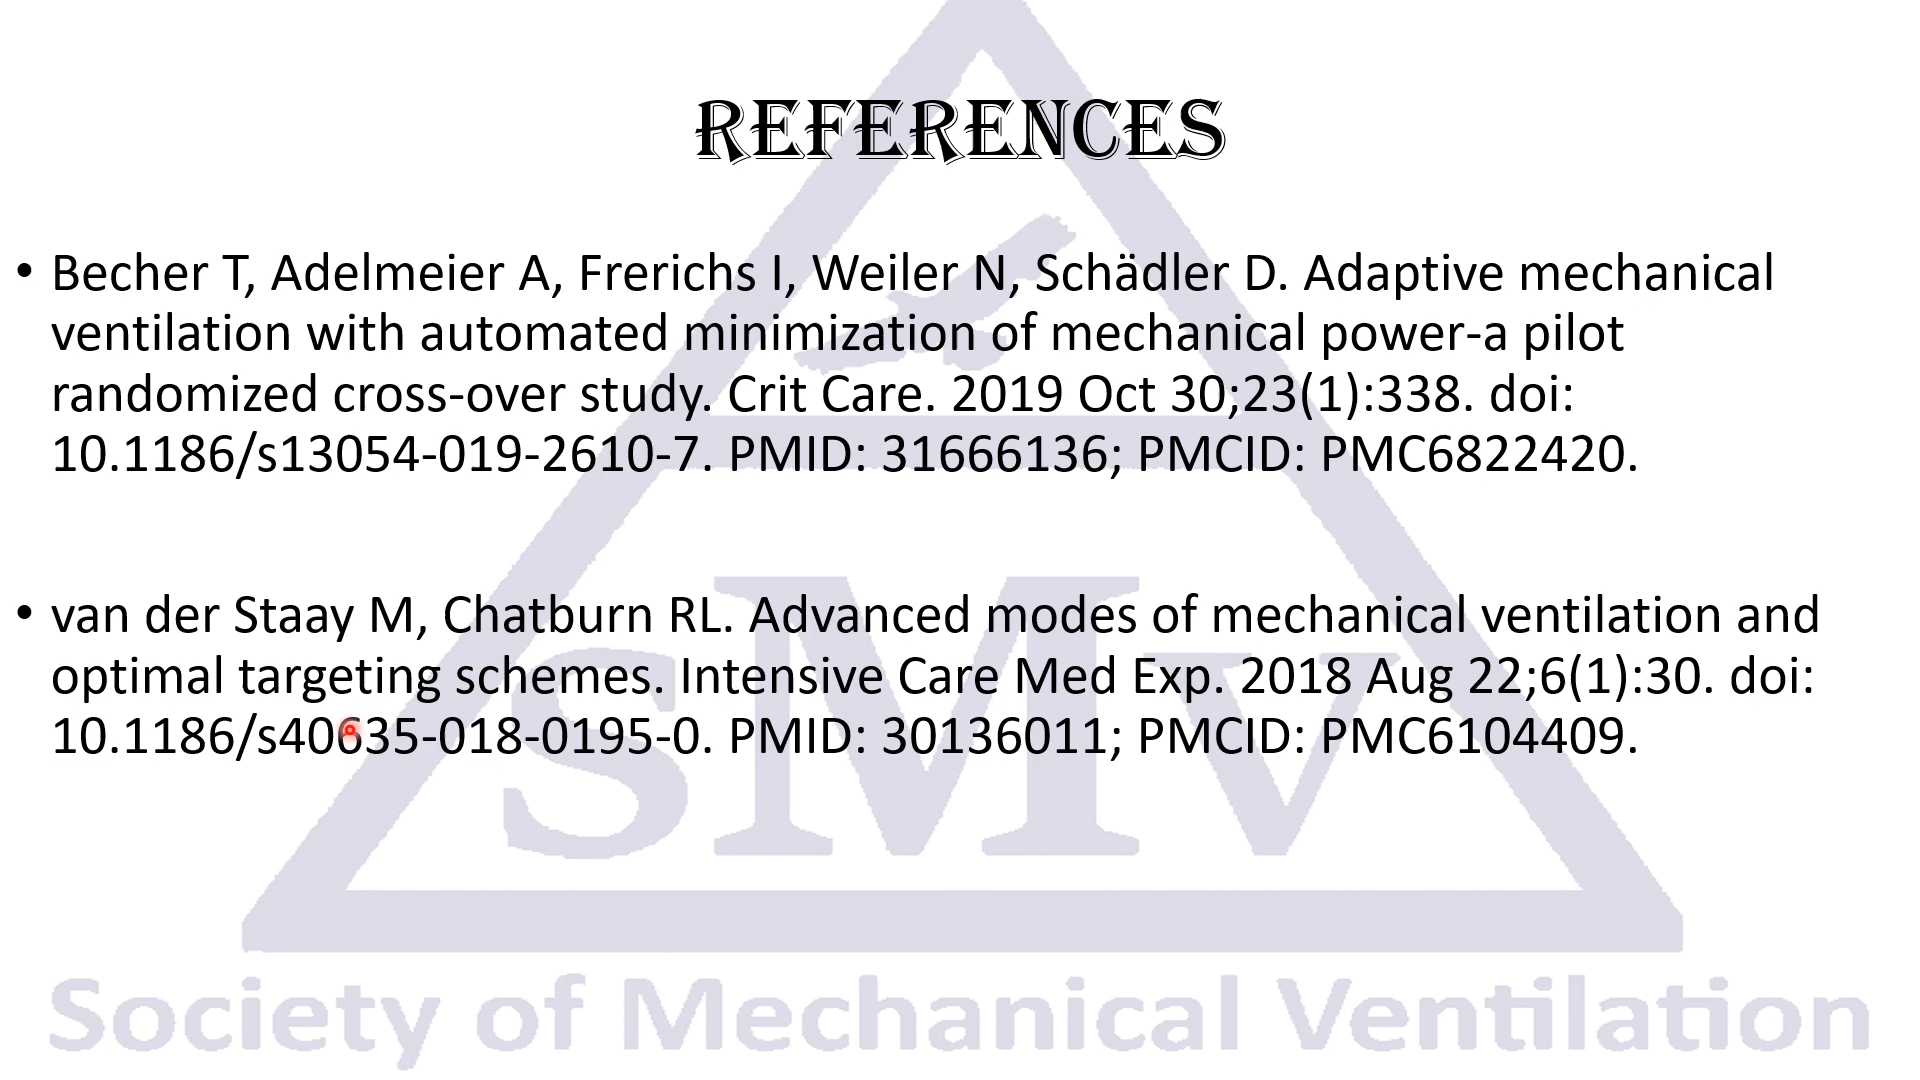 REFERENCES
• Becher T, Adelmeier A, Frerichs I, Weiler N, Schädler D. Adaptive mechanical
ventilation with automated minimization of mechanical power-a pilot
randomized cross-over study. Crit Care. 2019 Oct 30;23(1):338. doi:
10.1186/s13054-019-2610-7. PMID: 31666136; PMCID: PMC6822420.
• van der Staay M, Chatburn RL. Advanced modes of mechanical ventilation and
optimal targeting schemes. Intensive Care Med Exp. 2018 Aug 22;6(1):30. doi:
10.1186/s40635-018-0195-0. PMID: 30136011; PMCID: PMC6104409.
SMV
Society of Mechanical Ventilation